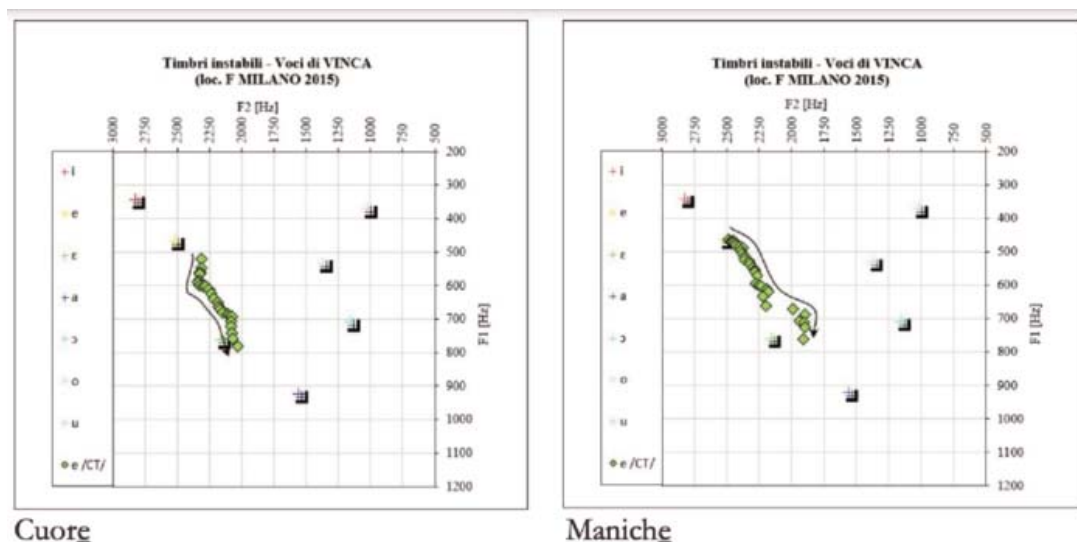 Timbri instabili - Voci di VINCA
(loc. F MILANO 2015)
F2 [Hz]
3000 2750 2500 2250 2000 1750 1500 1250 1000 750 500
i
e
ε
a
ɔ
o
u
e /CT/
200
300
400
500
600
700
800
900
1000
1100
1200
F1 [Hz]
Cuore
Timbri instabili - Voci di VINCA
(loc. F MILANO 2015)
F2 [Hz]
3000 2750 2500 2250 2000 1750 1500 1250 1000 750 500
i
e
ε
a
ɔ
o
u
e /CT/
200
300
400
500
600
700
800
900
1000
1100
1200
F1 [Hz]
Maniche